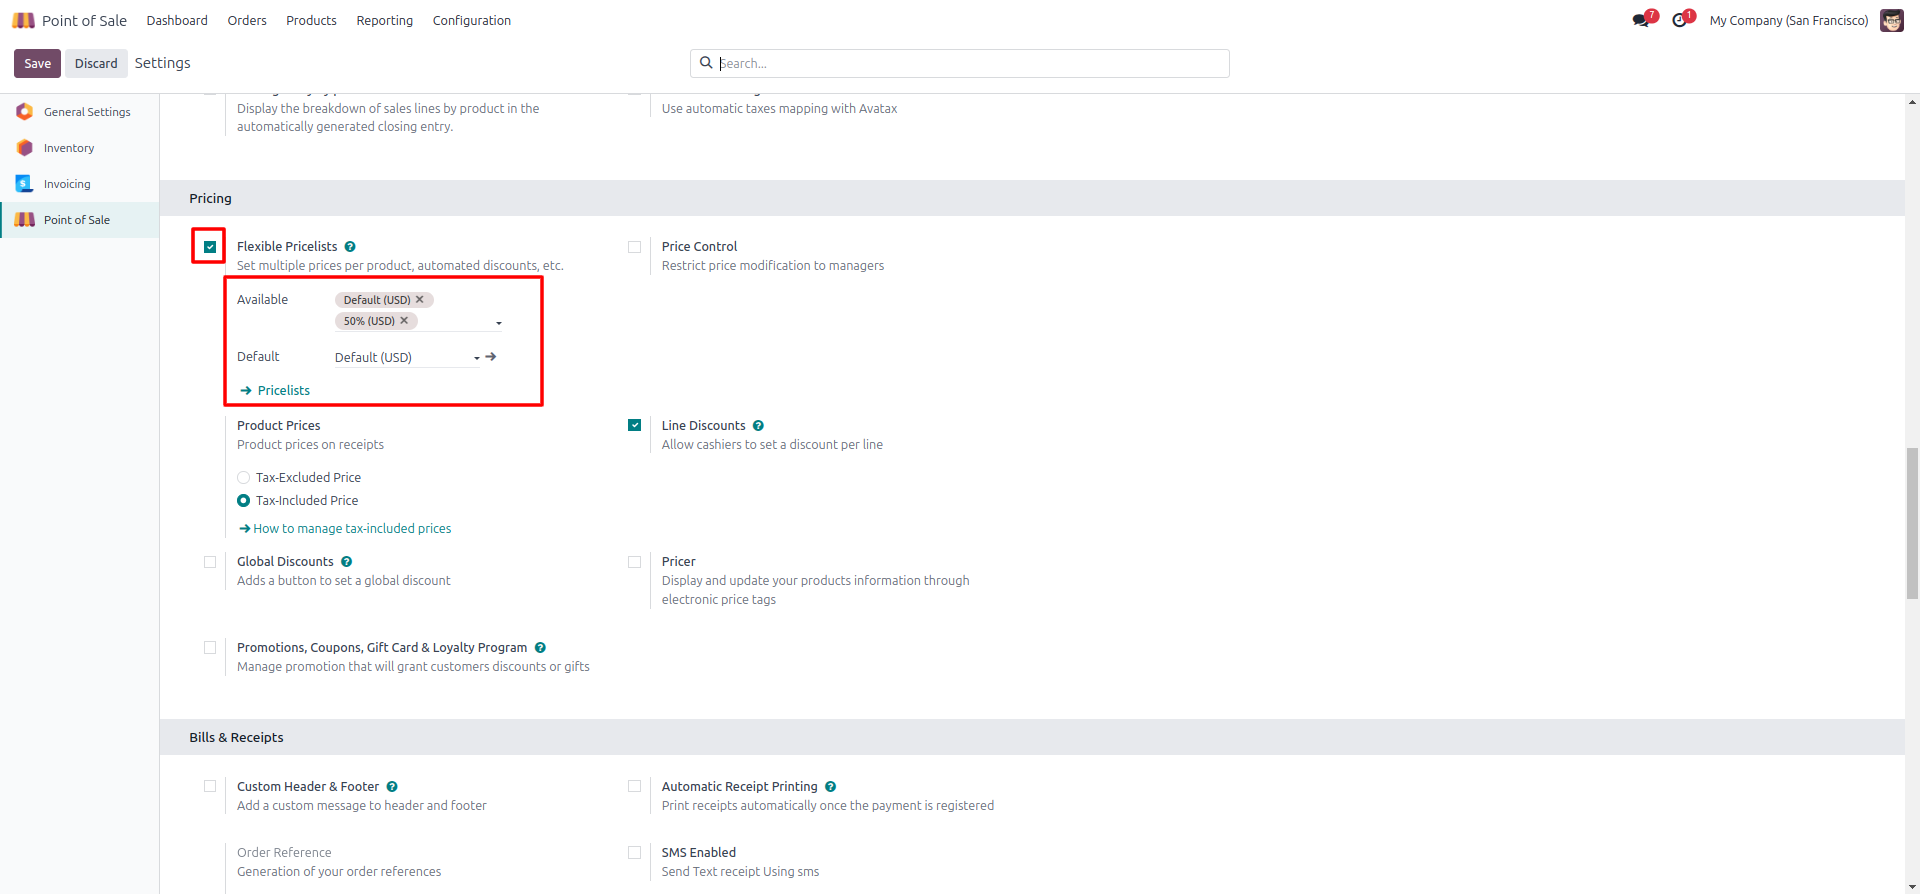 Point of Sale Dashboard Orders Products Reporting Configuration 7 1 My Company (San Francisco)
Save Discard Settings Search...
General Settings
Inventory
Invoicing
Point of Sale
Display the breakdown of sales lines by product in the
automatically generated closing entry.
Use automatic taxes mapping with Avatax
Pricing
Flexible Pricelists ?
Set multiple prices per product, automated discounts, etc.
Available Default (USD) ✕
50% (USD) ✕
Default Default (USD)
Pricelists
Price Control
Restrict price modification to managers
Product Prices
Product prices on receipts
Tax-Excluded Price
Tax-Included Price
How to manage tax-included prices
Line Discounts ?
Allow cashiers to set a discount per line
Global Discounts ?
Adds a button to set a global discount
Pricer
Display and update your products information through
electronic price tags
Promotions, Coupons, Gift Card & Loyalty Program ?
Manage promotion that will grant customers discounts or gifts
Bills & Receipts
Custom Header & Footer ?
Add a custom message to header and footer
Automatic Receipt Printing ?
Print receipts automatically once the payment is registered
Order Reference
Generation of your order references
SMS Enabled
Send Text receipt Using sms